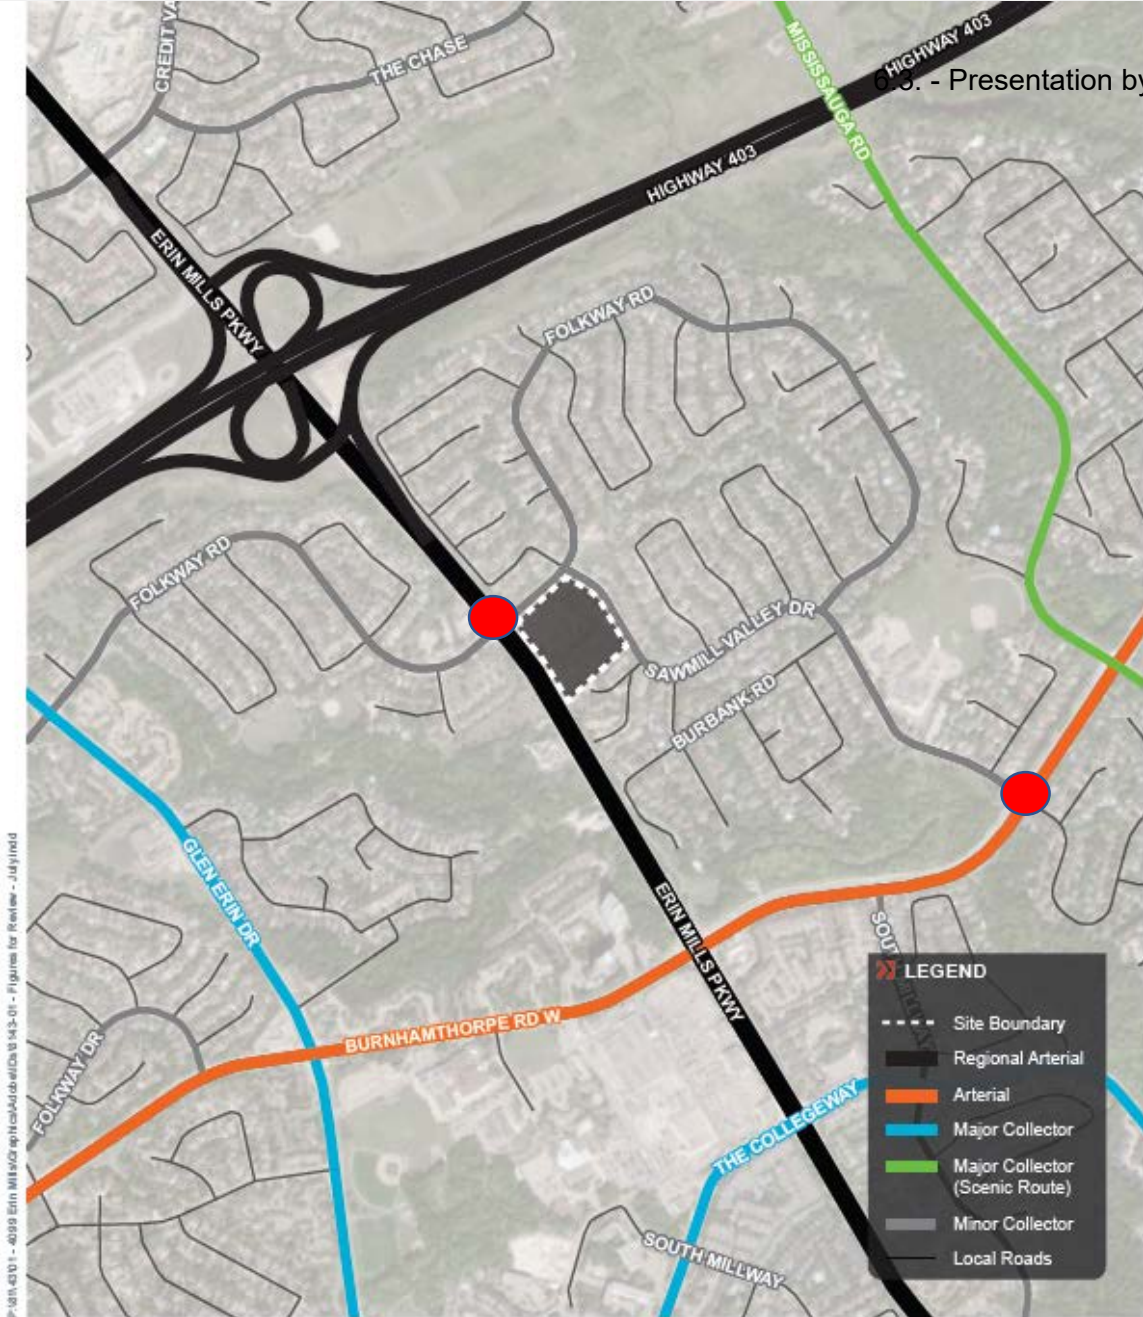 CREDIT VA
THE CHASE
MISSISSAUGA RD
HIGHWAY 403
6.3. - Presentation by
HIGHWAY 403
ERIN MILLS PKWY
FOLKWAY RD
FOLKWAY RD
SAWMILL VALLEY DR
BURBANK RD
GLEN ERIN DR
ERIN MILLS PKWY
BURNHAMTHORPE RD W
FOLKWAY DR
THE COLLEGEWAY
SOUTH MILLWAY
SOUTH MILLWAY
LEGEND
Site Boundary
Regional Arterial
Arterial
Major Collector
Major Collector
(Scenic Route)
Minor Collector
Local Roads